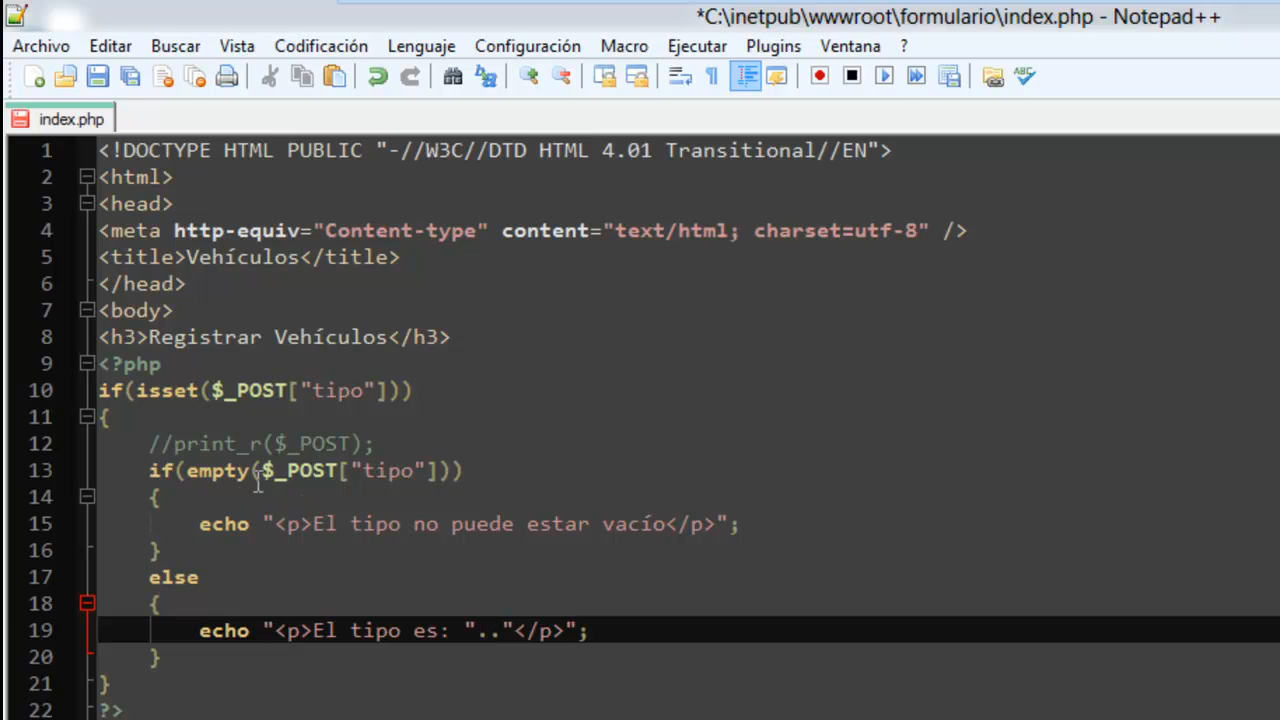 *C:\inetpub\wwwroot\formulario\index.php - Notepad++
Archivo Editar Buscar Vista Codificación Lenguaje Configuración Macro Ejecutar Plugins Ventana ?
index.php
1 <!DOCTYPE HTML PUBLIC "-//W3C//DTD HTML 4.01 Transitional//EN">
2 <html>
3 <head>
4 <meta http-equiv="Content-type" content="text/html; charset=utf-8" />
5 <title>Vehículos</title>
6 </head>
7 <body>
8 <h3>Registrar Vehículos</h3>
9 <?php
10 if(isset($_POST["tipo"]))
11 {
12     //print_r($_POST);
13     if(empty($_POST["tipo"]))
14     {
15         echo "<p>El tipo no puede estar vacío</p>";
16     }
17     else
18     {
19         echo "<p>El tipo es: ".."</p>";
20     }
21 }
22 ?>